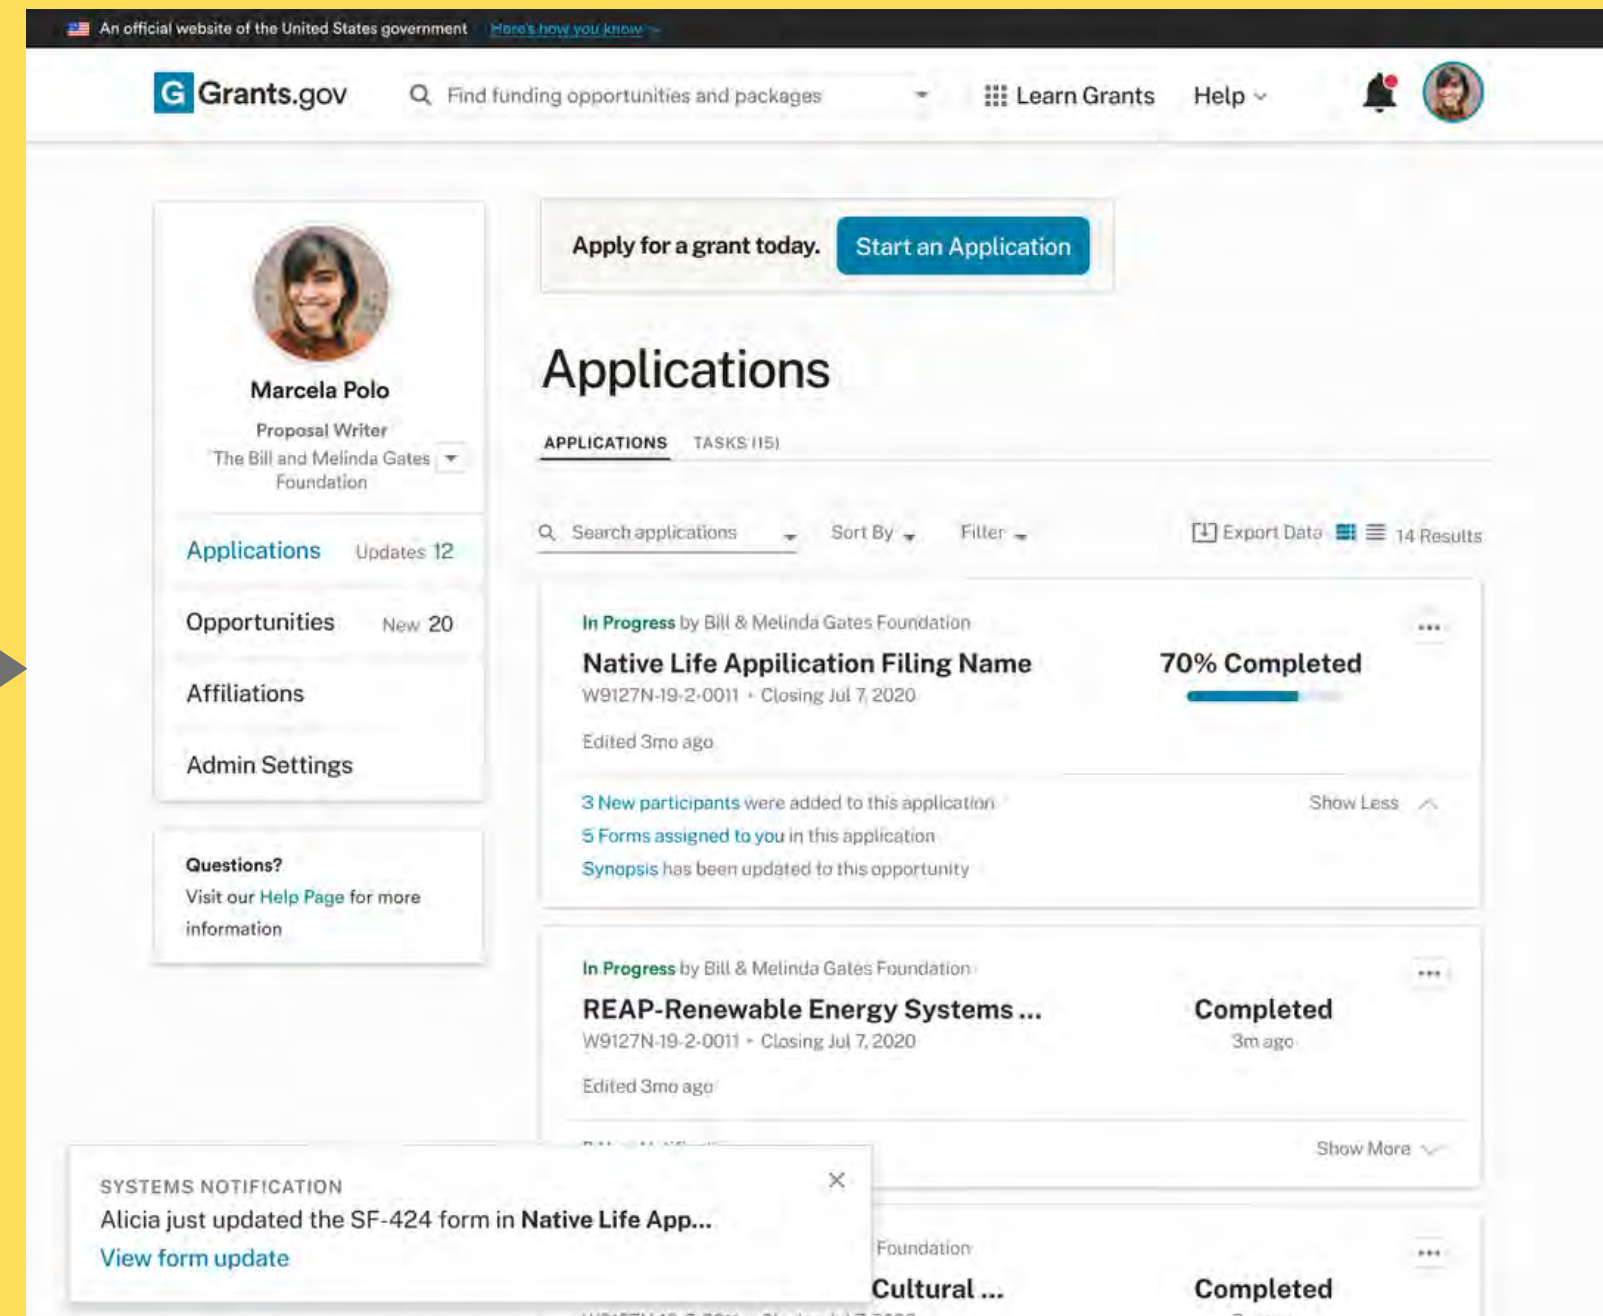 An official website of the United States government Here's how you know
G Grants.gov
Find funding opportunities and packages
Learn Grants
Help
Marcela Polo
Proposal Writer
The Bill and Melinda Gates
Foundation
Applications Updates 12
Opportunities New 20
Affiliations
Admin Settings
Questions?
Visit our Help Page for more
information
Apply for a grant today. Start an Application
Applications
APPLICATIONS TASKS (15)
Search applications Sort By Filter Export Data 14 Results
In Progress by Bill & Melinda Gates Foundation
Native Life Appilication Filing Name 70% Completed
W9127N-19-2-0011 • Closing Jul 7, 2020
Edited 3mo ago
3 New participants were added to this application Show Less
5 Forms assigned to you in this application
Synopsis has been updated to this opportunity
In Progress by Bill & Melinda Gates Foundation
REAP-Renewable Energy Systems ... Completed
W9127N-19-2-0011 • Closing Jul 7, 2020 3m ago
Edited 3mo ago
Show More
SYSTEMS NOTIFICATION
Alicia just updated the SF-424 form in Native Life App...
View form update
Foundation
Cultural ... Completed